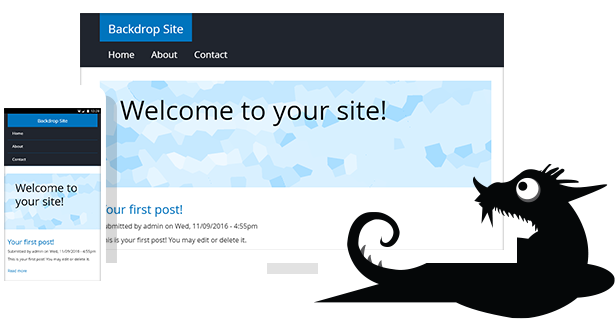 Backdrop Site
Home About Contact
Welcome to your site!
Your first post!
Submitted by admin on Wed, 11/09/2016 - 4:55pm
This is your first post! You may edit or delete it.
Backdrop Site
Home
About
Contact
Welcome to
your site!
Your first post!
Submitted by admin on Wed, 11/09/2016 - 4:55pm
This is your first post! You may edit or delete it.
Read more